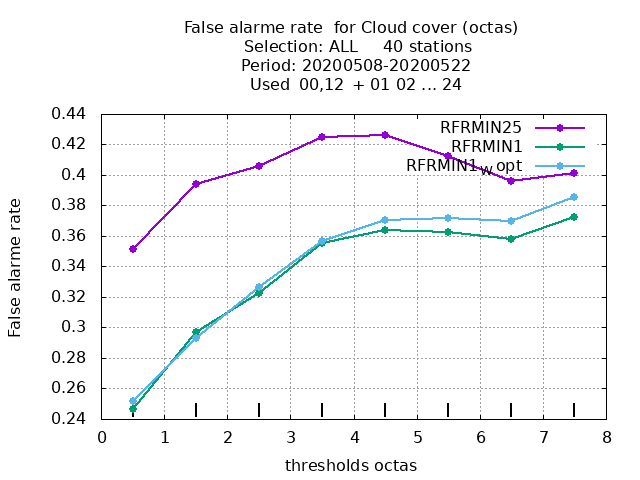 False alarme rate  for Cloud cover (octas)
Selection: ALL     40 stations
Period: 20200508-20200522
Used  00,12  + 01 02 ... 24
RFRMIN25
RFRMIN1
RFRMIN1wopt
False alarme rate
0.44
0.42
0.4
0.38
0.36
0.34
0.32
0.3
0.28
0.26
0.24
0 1 2 3 4 5 6 7 8
thresholds octas